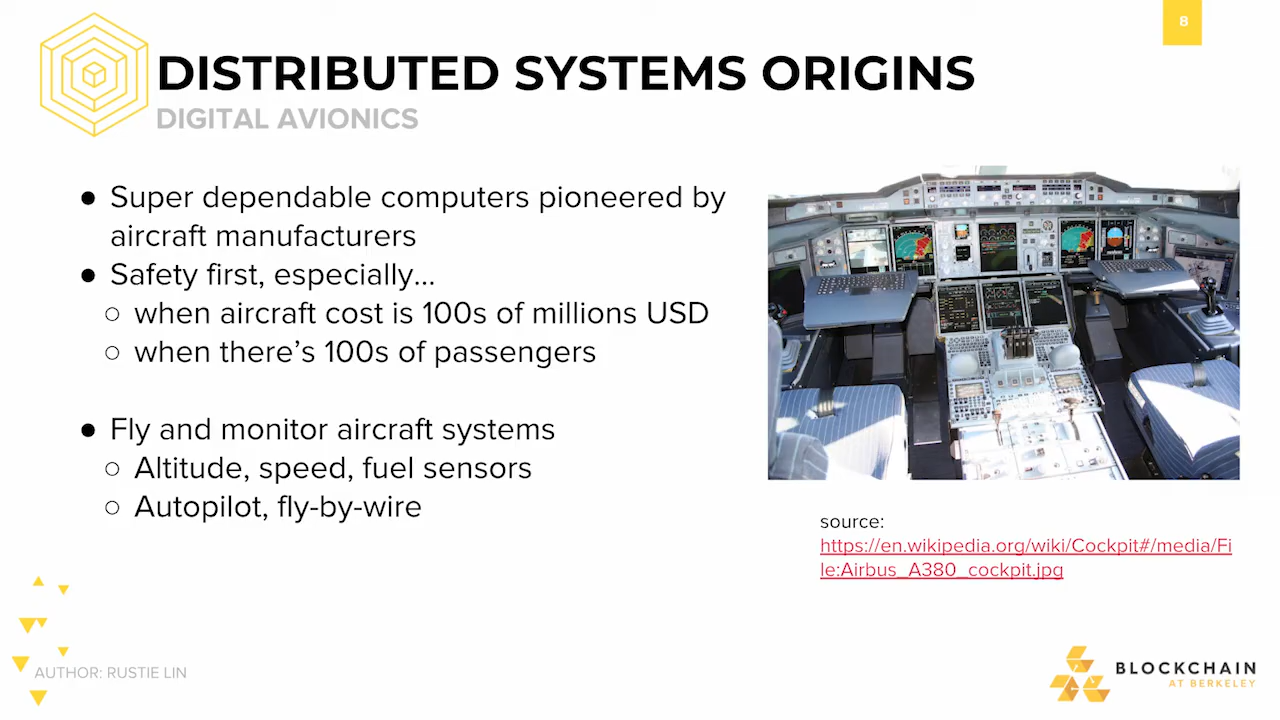 8
DISTRIBUTED SYSTEMS ORIGINS
DIGITAL AVIONICS
● Super dependable computers pioneered by
aircraft manufacturers
● Safety first, especially...
○ when aircraft cost is 100s of millions USD
○ when there's 100s of passengers
● Fly and monitor aircraft systems
○ Altitude, speed, fuel sensors
○ Autopilot, fly-by-wire
source:
https://en.wikipedia.org/wiki/Cockpit#/media/Fi
le:Airbus_A380_cockpit.jpg
AUTHOR: RUSTIE LIN
BLOCKCHAIN
AT BERKELEY